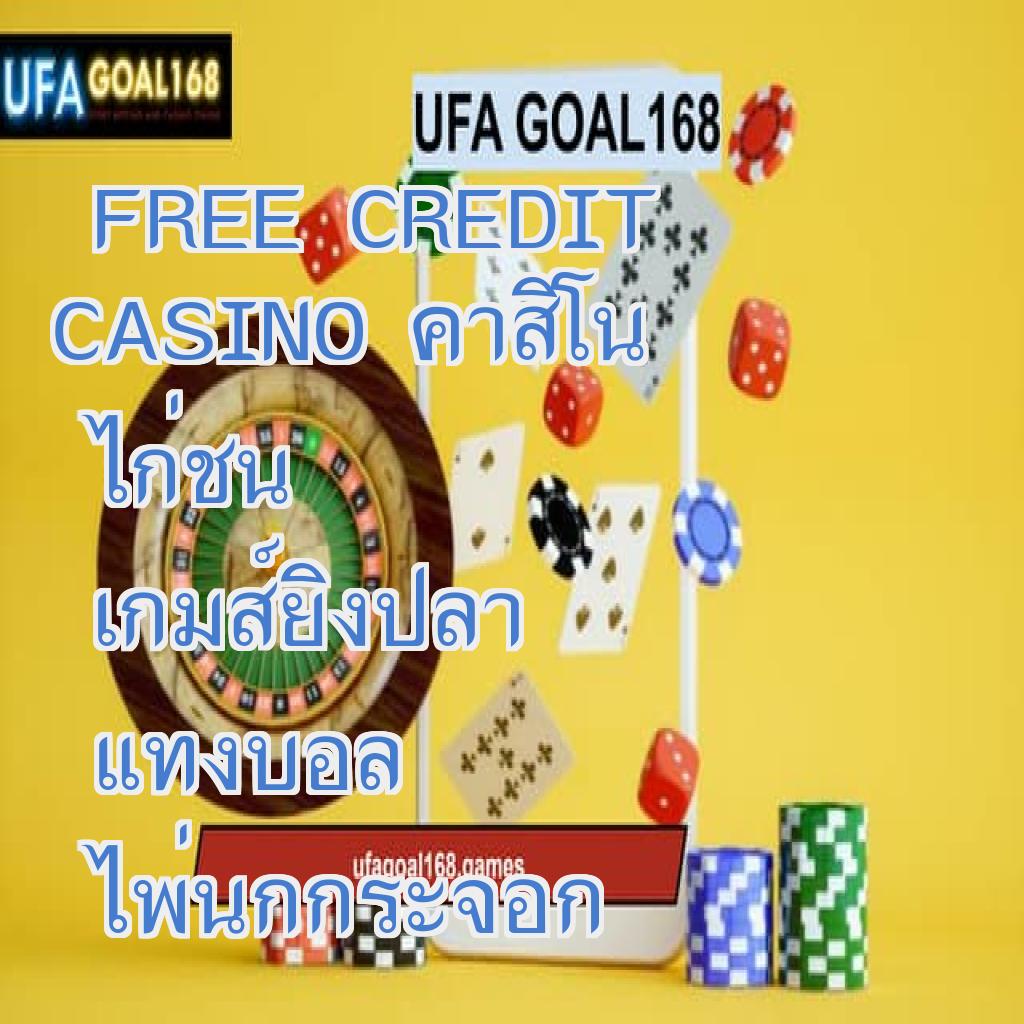 UFA GOAL168
UFA GOAL168
FREE CREDIT
CASINO คาสิโน
ไก่ชน
เกมส์ยิงปลา
แทงบอล
ufagoal168.games
ไพ่นกกระจอก